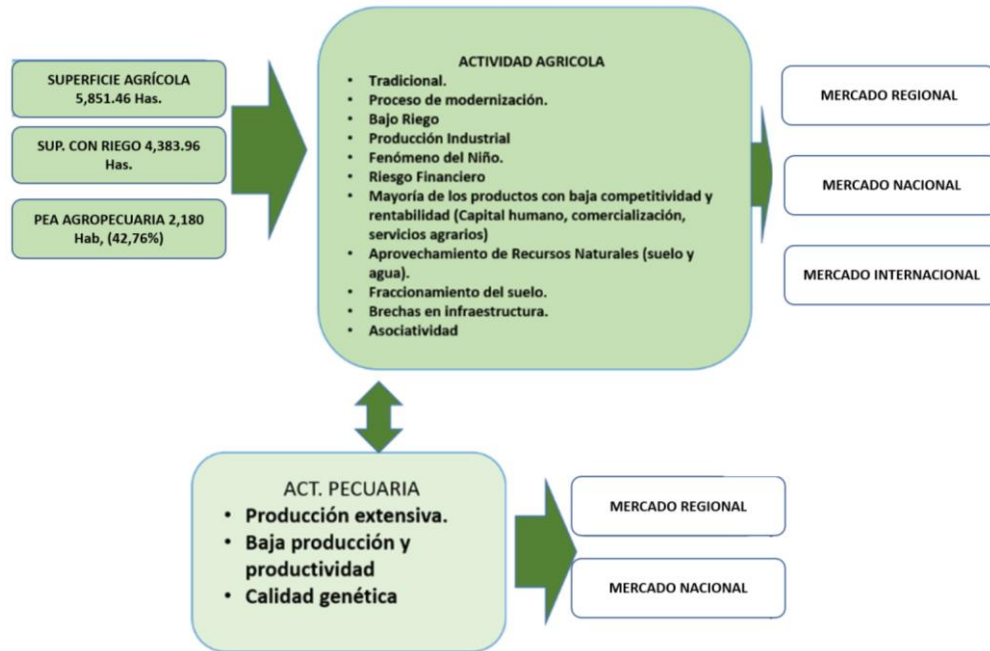 SUPERFICIE AGRÍCOLA
5,851.46 Has.
SUP. CON RIEGO 4,383.96
Has.
PEA AGROPECUARIA 2,180
Hab, (42,76%)
ACTIVIDAD AGRICOLA
• Tradicional.
• Proceso de modernización.
• Bajo Riego
• Producción Industrial
• Fenómeno del Niño.
• Riesgo Financiero
• Mayoría de los productos con baja competitividad y
rentabilidad (Capital humano, comercialización,
servicios agrarios)
• Aprovechamiento de Recursos Naturales (suelo y
agua).
• Fraccionamiento del suelo.
• Brechas en infraestructura.
• Asociatividad
MERCADO REGIONAL
MERCADO NACIONAL
MERCADO INTERNACIONAL
ACT. PECUARIA
• Producción extensiva.
• Baja producción y
productividad
• Calidad genética
MERCADO REGIONAL
MERCADO NACIONAL